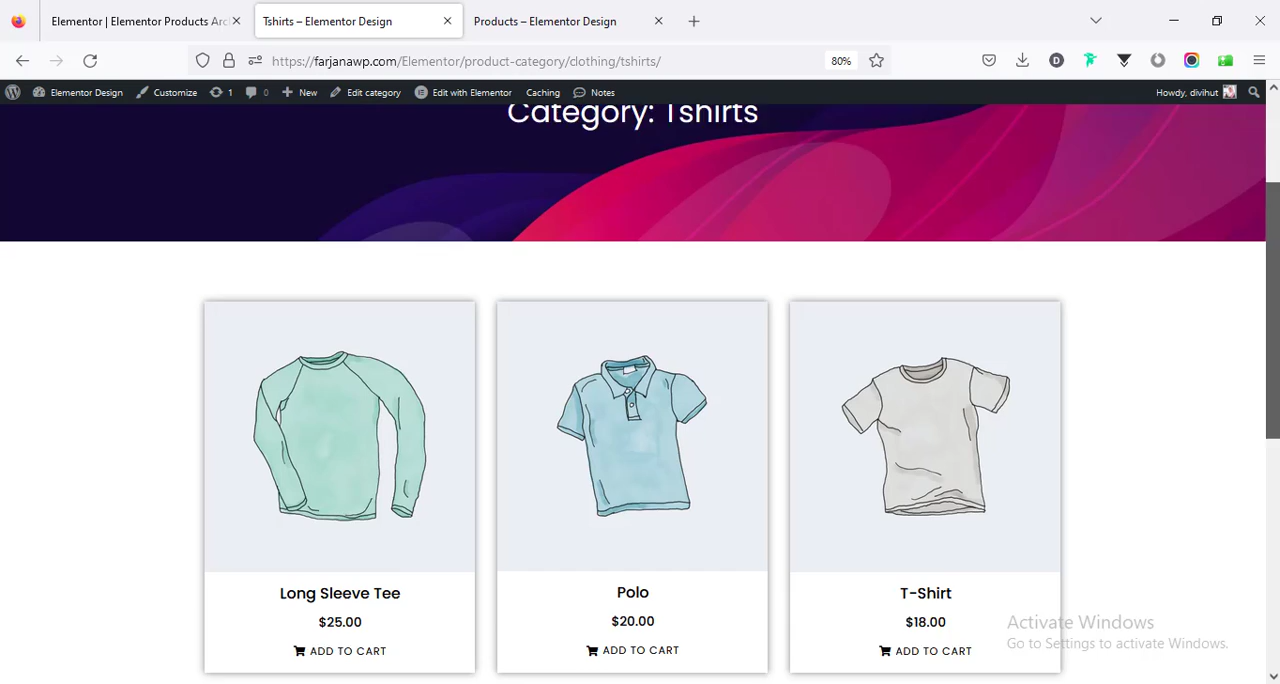 Elementor | Elementor Products Arc
Tshirts – Elementor Design
Products – Elementor Design
https://farjanawp.com/Elementor/product-category/clothing/tshirts/
80%
Elementor Design
Customize
1
0
New
Edit category
Edit with Elementor
Caching
Notes
Howdy, divihut
Category: Tshirts
Long Sleeve Tee
$25.00
ADD TO CART
Polo
$20.00
ADD TO CART
T-Shirt
$18.00
ADD TO CART
Activate Windows
Go to Settings to activate Windows.